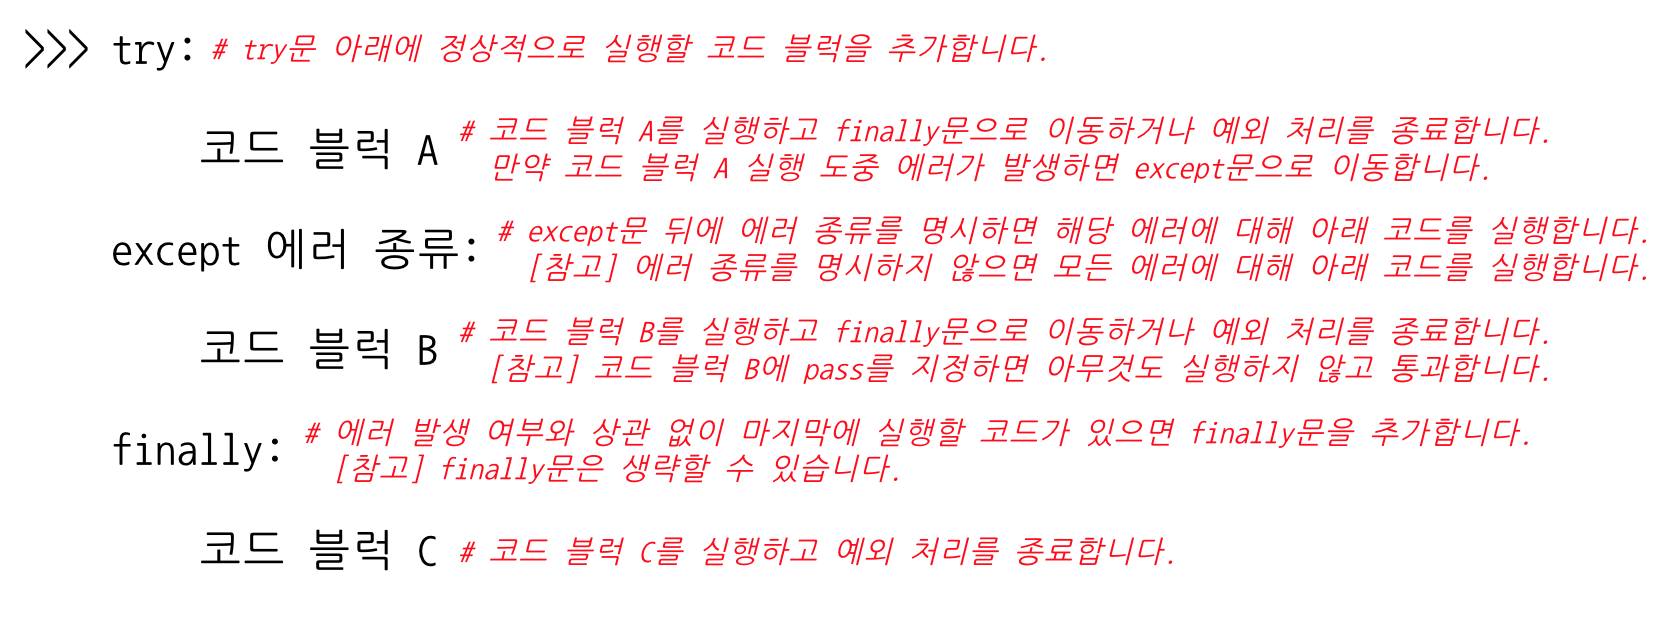 >>> try: # try문 아래에 정상적으로 실행할 코드 블럭을 추가합니다.
코드 블럭 A # 코드 블럭 A를 실행하고 finally문으로 이동하거나 예외 처리를 종료합니다.
만약 코드 블럭 A 실행 도중 에러가 발생하면 except문으로 이동합니다.
except 에러 종류: # except문 뒤에 에러 종류를 명시하면 해당 에러에 대해 아래 코드를 실행합니다.
[참고] 에러 종류를 명시하지 않으면 모든 에러에 대해 아래 코드를 실행합니다.
코드 블럭 B # 코드 블럭 B를 실행하고 finally문으로 이동하거나 예외 처리를 종료합니다.
[참고] 코드 블럭 B에 pass를 지정하면 아무것도 실행하지 않고 통과합니다.
finally: # 에러 발생 여부와 상관 없이 마지막에 실행할 코드가 있으면 finally문을 추가합니다.
[참고] finally문은 생략할 수 있습니다.
코드 블럭 C # 코드 블럭 C를 실행하고 예외 처리를 종료합니다.